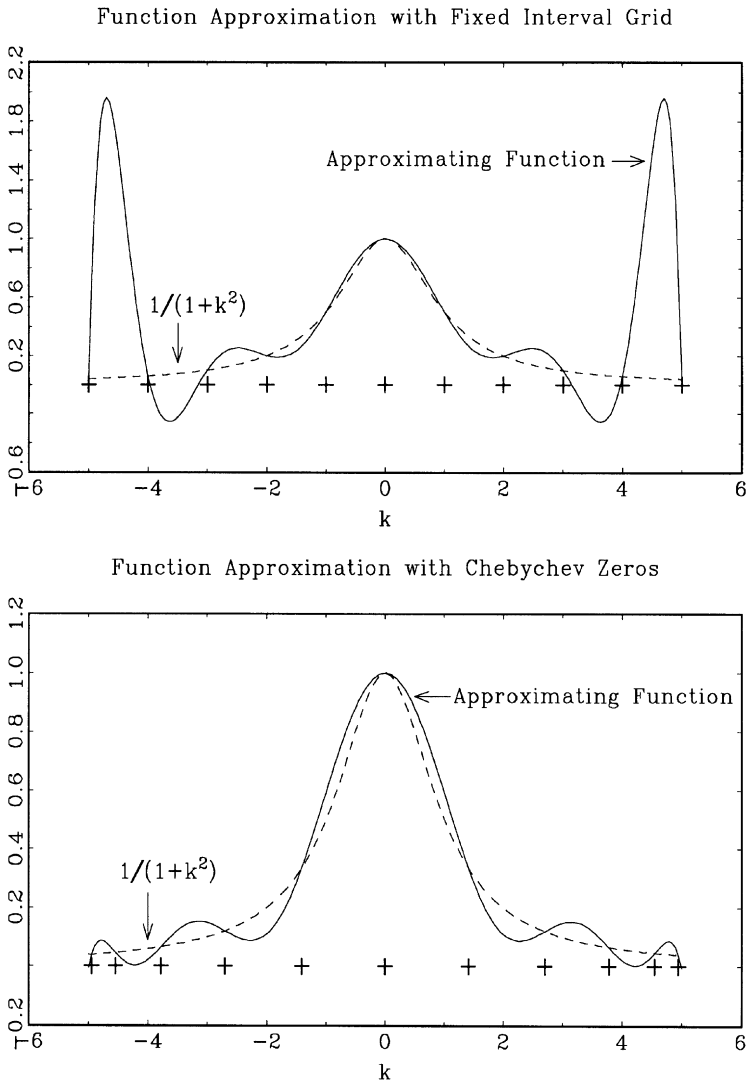 Function Approximation with Fixed Interval Grid
2.2
1.8
1.4
1.0
0.6
0.2
-0.6
Approximating Function
1/(1+k²)
-6 -4 -2 0 2 4 6
k
Function Approximation with Chebychev Zeros
1.2
1.0
0.8
0.6
0.4
0.2
-0.2
Approximating Function
1/(1+k²)
-6 -4 -2 0 2 4 6
k